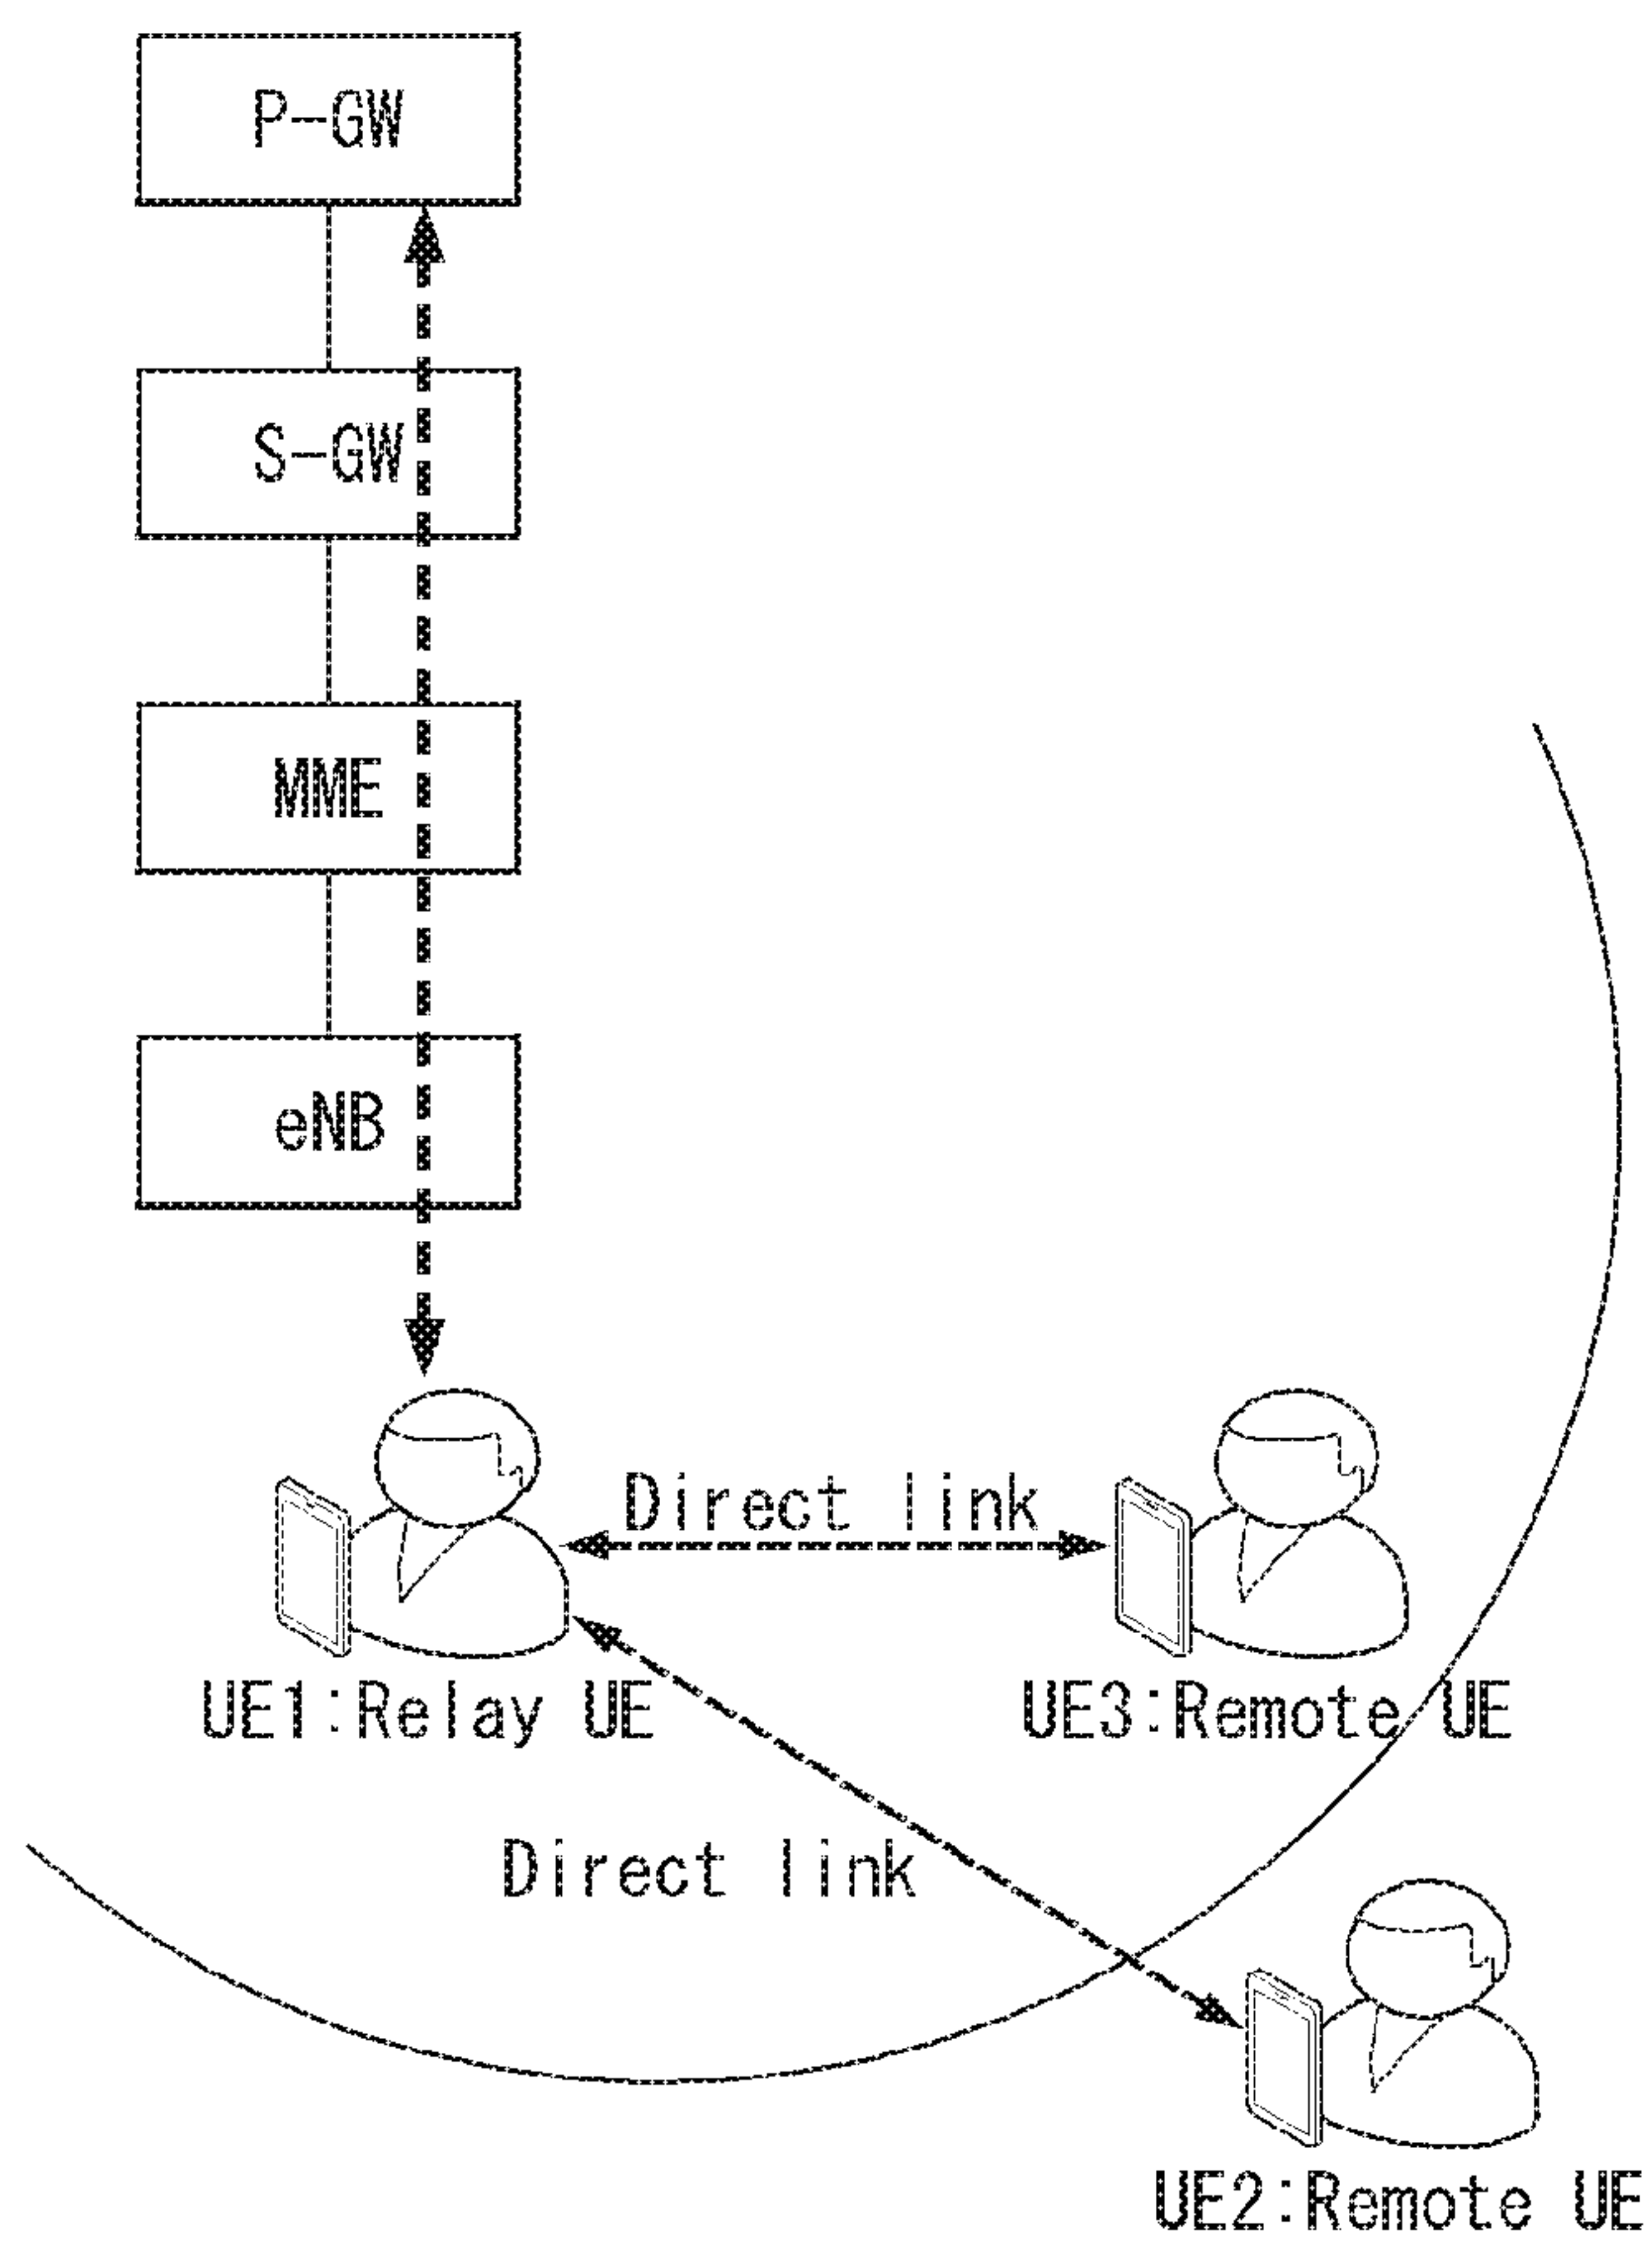 P-GW
S-GW
MME
eNB
Direct link
UE1:Relay UE
UE3:Remote UE
Direct link
UE2:Remote UE